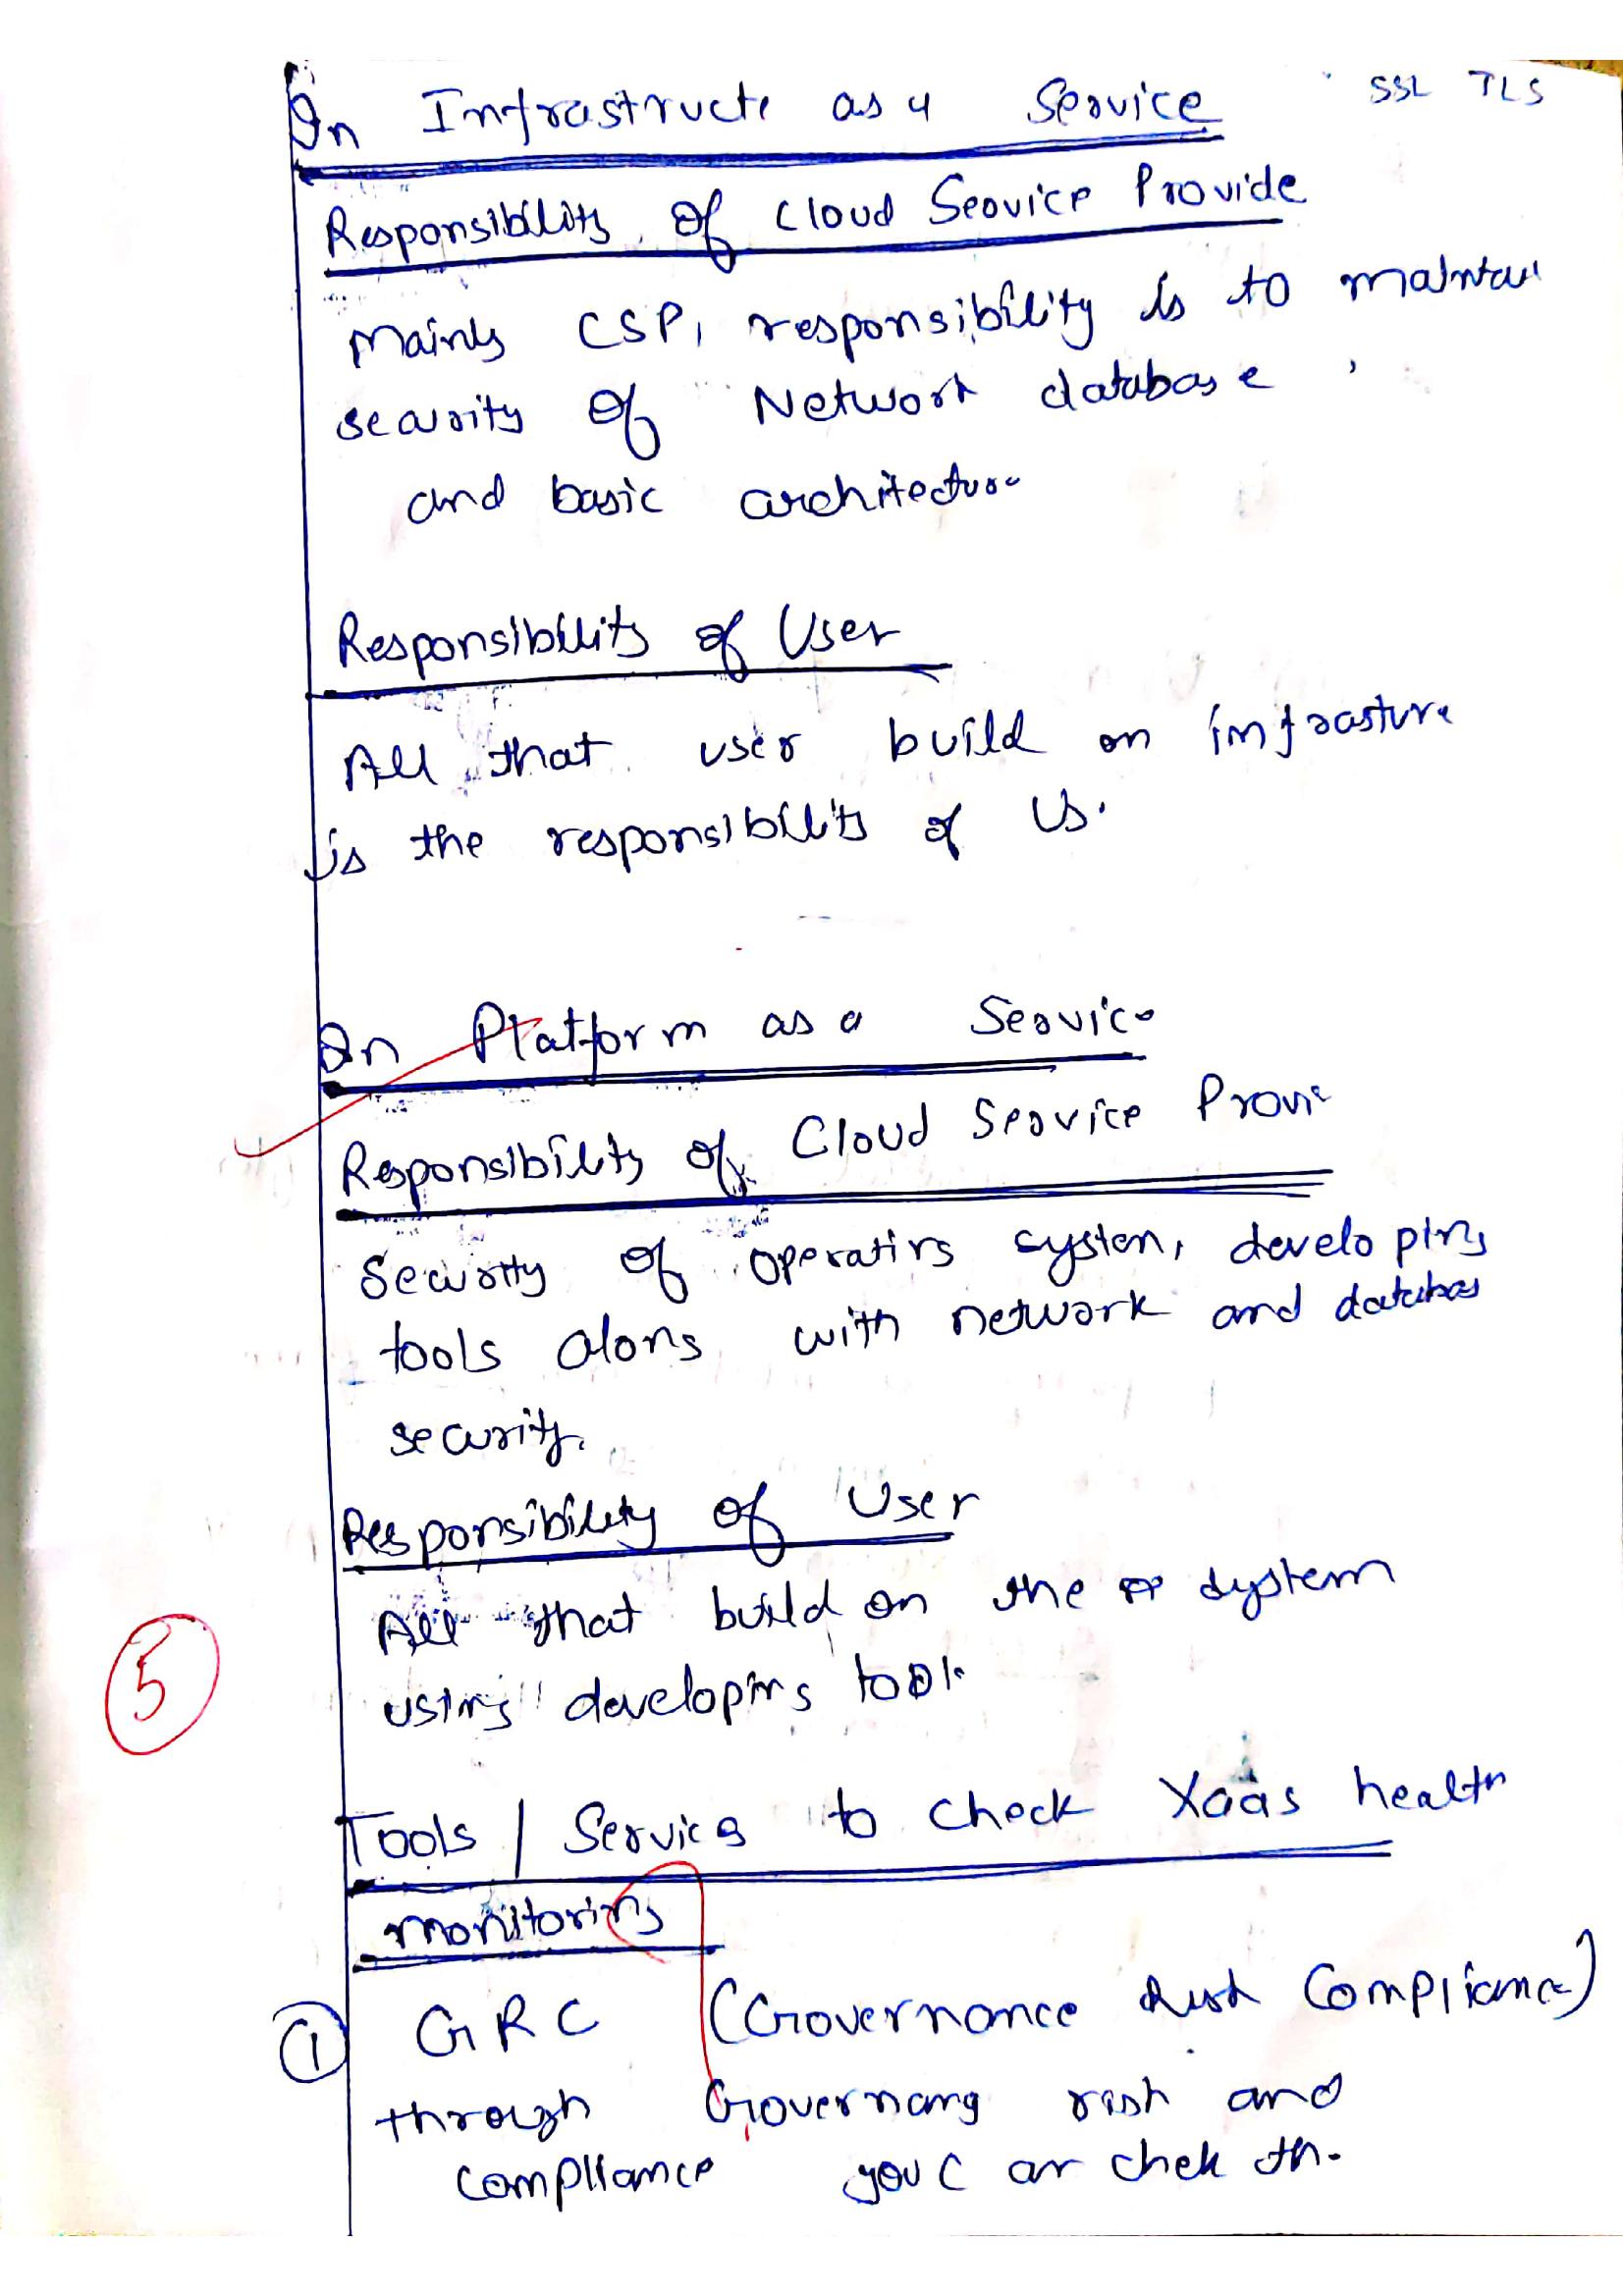 In Infrastructe as a Service
SSL TLS
Responsibility of Cloud Service Provide
Mainly CSP, responsibility is to maintai
security of Network database ,
and basic architecture
Responsibility of User
All that user build on infrasture
is the responsibility of Us.
In Platform as a Service
Responsibility of Cloud Service Provi
Security of operating system, developing
tools along with network and databas
security.
Responsibility of User
All that build on the system
using developing tool
5
Tools / Services to check Xaas health
monitoring
① GRC (Governance Risk Compliance)
through Governang risk and
compliance you can chek th.